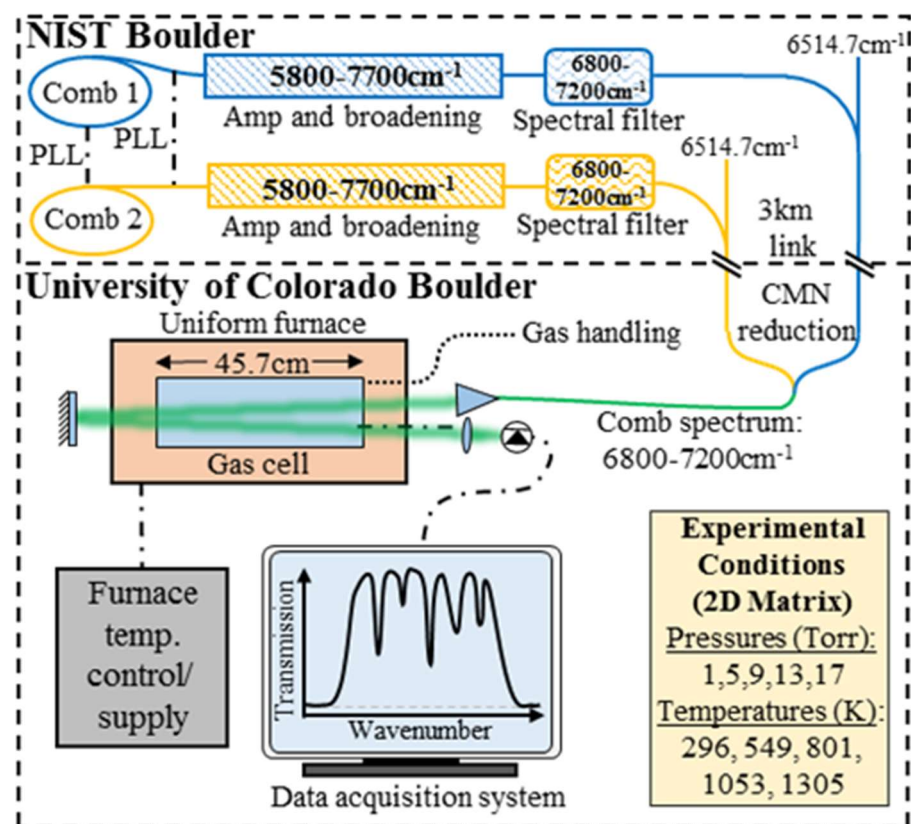 NIST Boulder
6514.7cm-1
Comb 1
5800-7700cm-1
6800-
7200cm-1
Amp and broadening
Spectral filter
PLL
PLL
6514.7cm-1
Comb 2
5800-7700cm-1
6800-
7200cm-1
Amp and broadening
Spectral filter
3km
link
University of Colorado Boulder
CMN
reduction
Uniform furnace
Gas handling
45.7cm
Gas cell
Comb spectrum:
6800-7200cm-1
Furnace
temp.
control/
supply
Transmission
Wavenumber
Data acquisition system
Experimental
Conditions
(2D Matrix)
Pressures (Torr):
1,5,9,13,17
Temperatures (K):
296, 549, 801,
1053, 1305